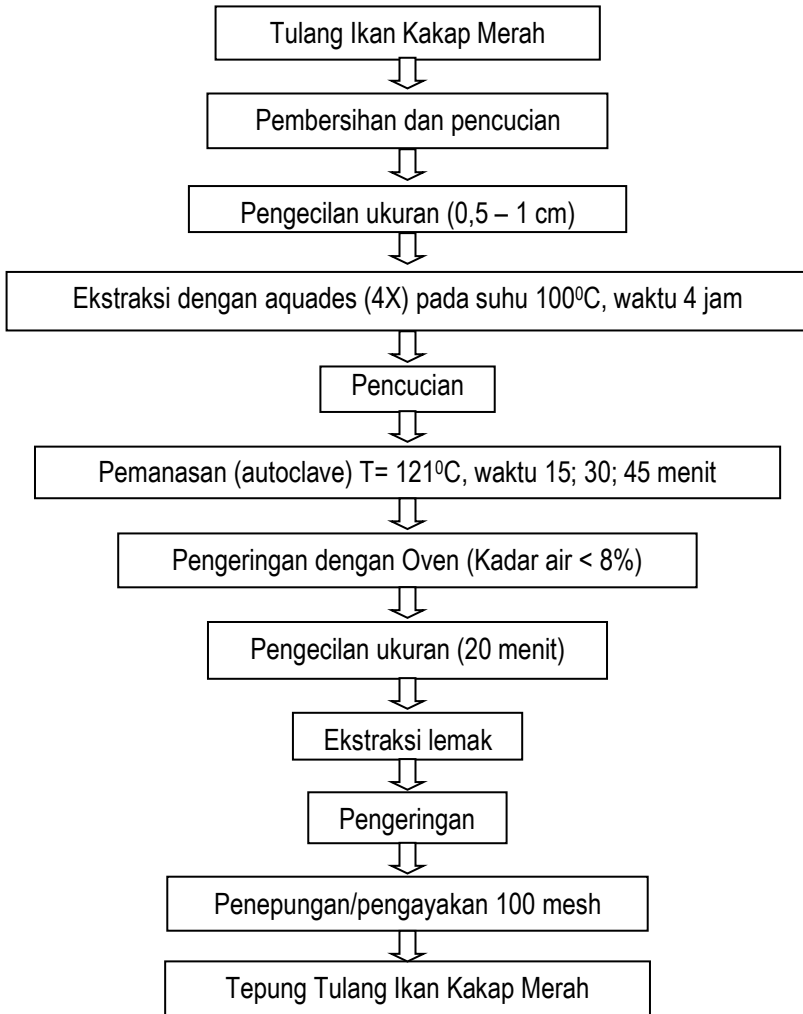 Tulang Ikan Kakap Merah
Pembersihan dan pencucian
Pengecilan ukuran (0,5 – 1 cm)
Ekstraksi dengan aquades (4X) pada suhu 100⁰C, waktu 4 jam
Pencucian
Pemanasan (autoclave) T= 121⁰C, waktu 15; 30; 45 menit
Pengeringan dengan Oven (Kadar air < 8%)
Pengecilan ukuran (20 menit)
Ekstraksi lemak
Pengeringan
Penepungan/pengayakan 100 mesh
Tepung Tulang Ikan Kakap Merah